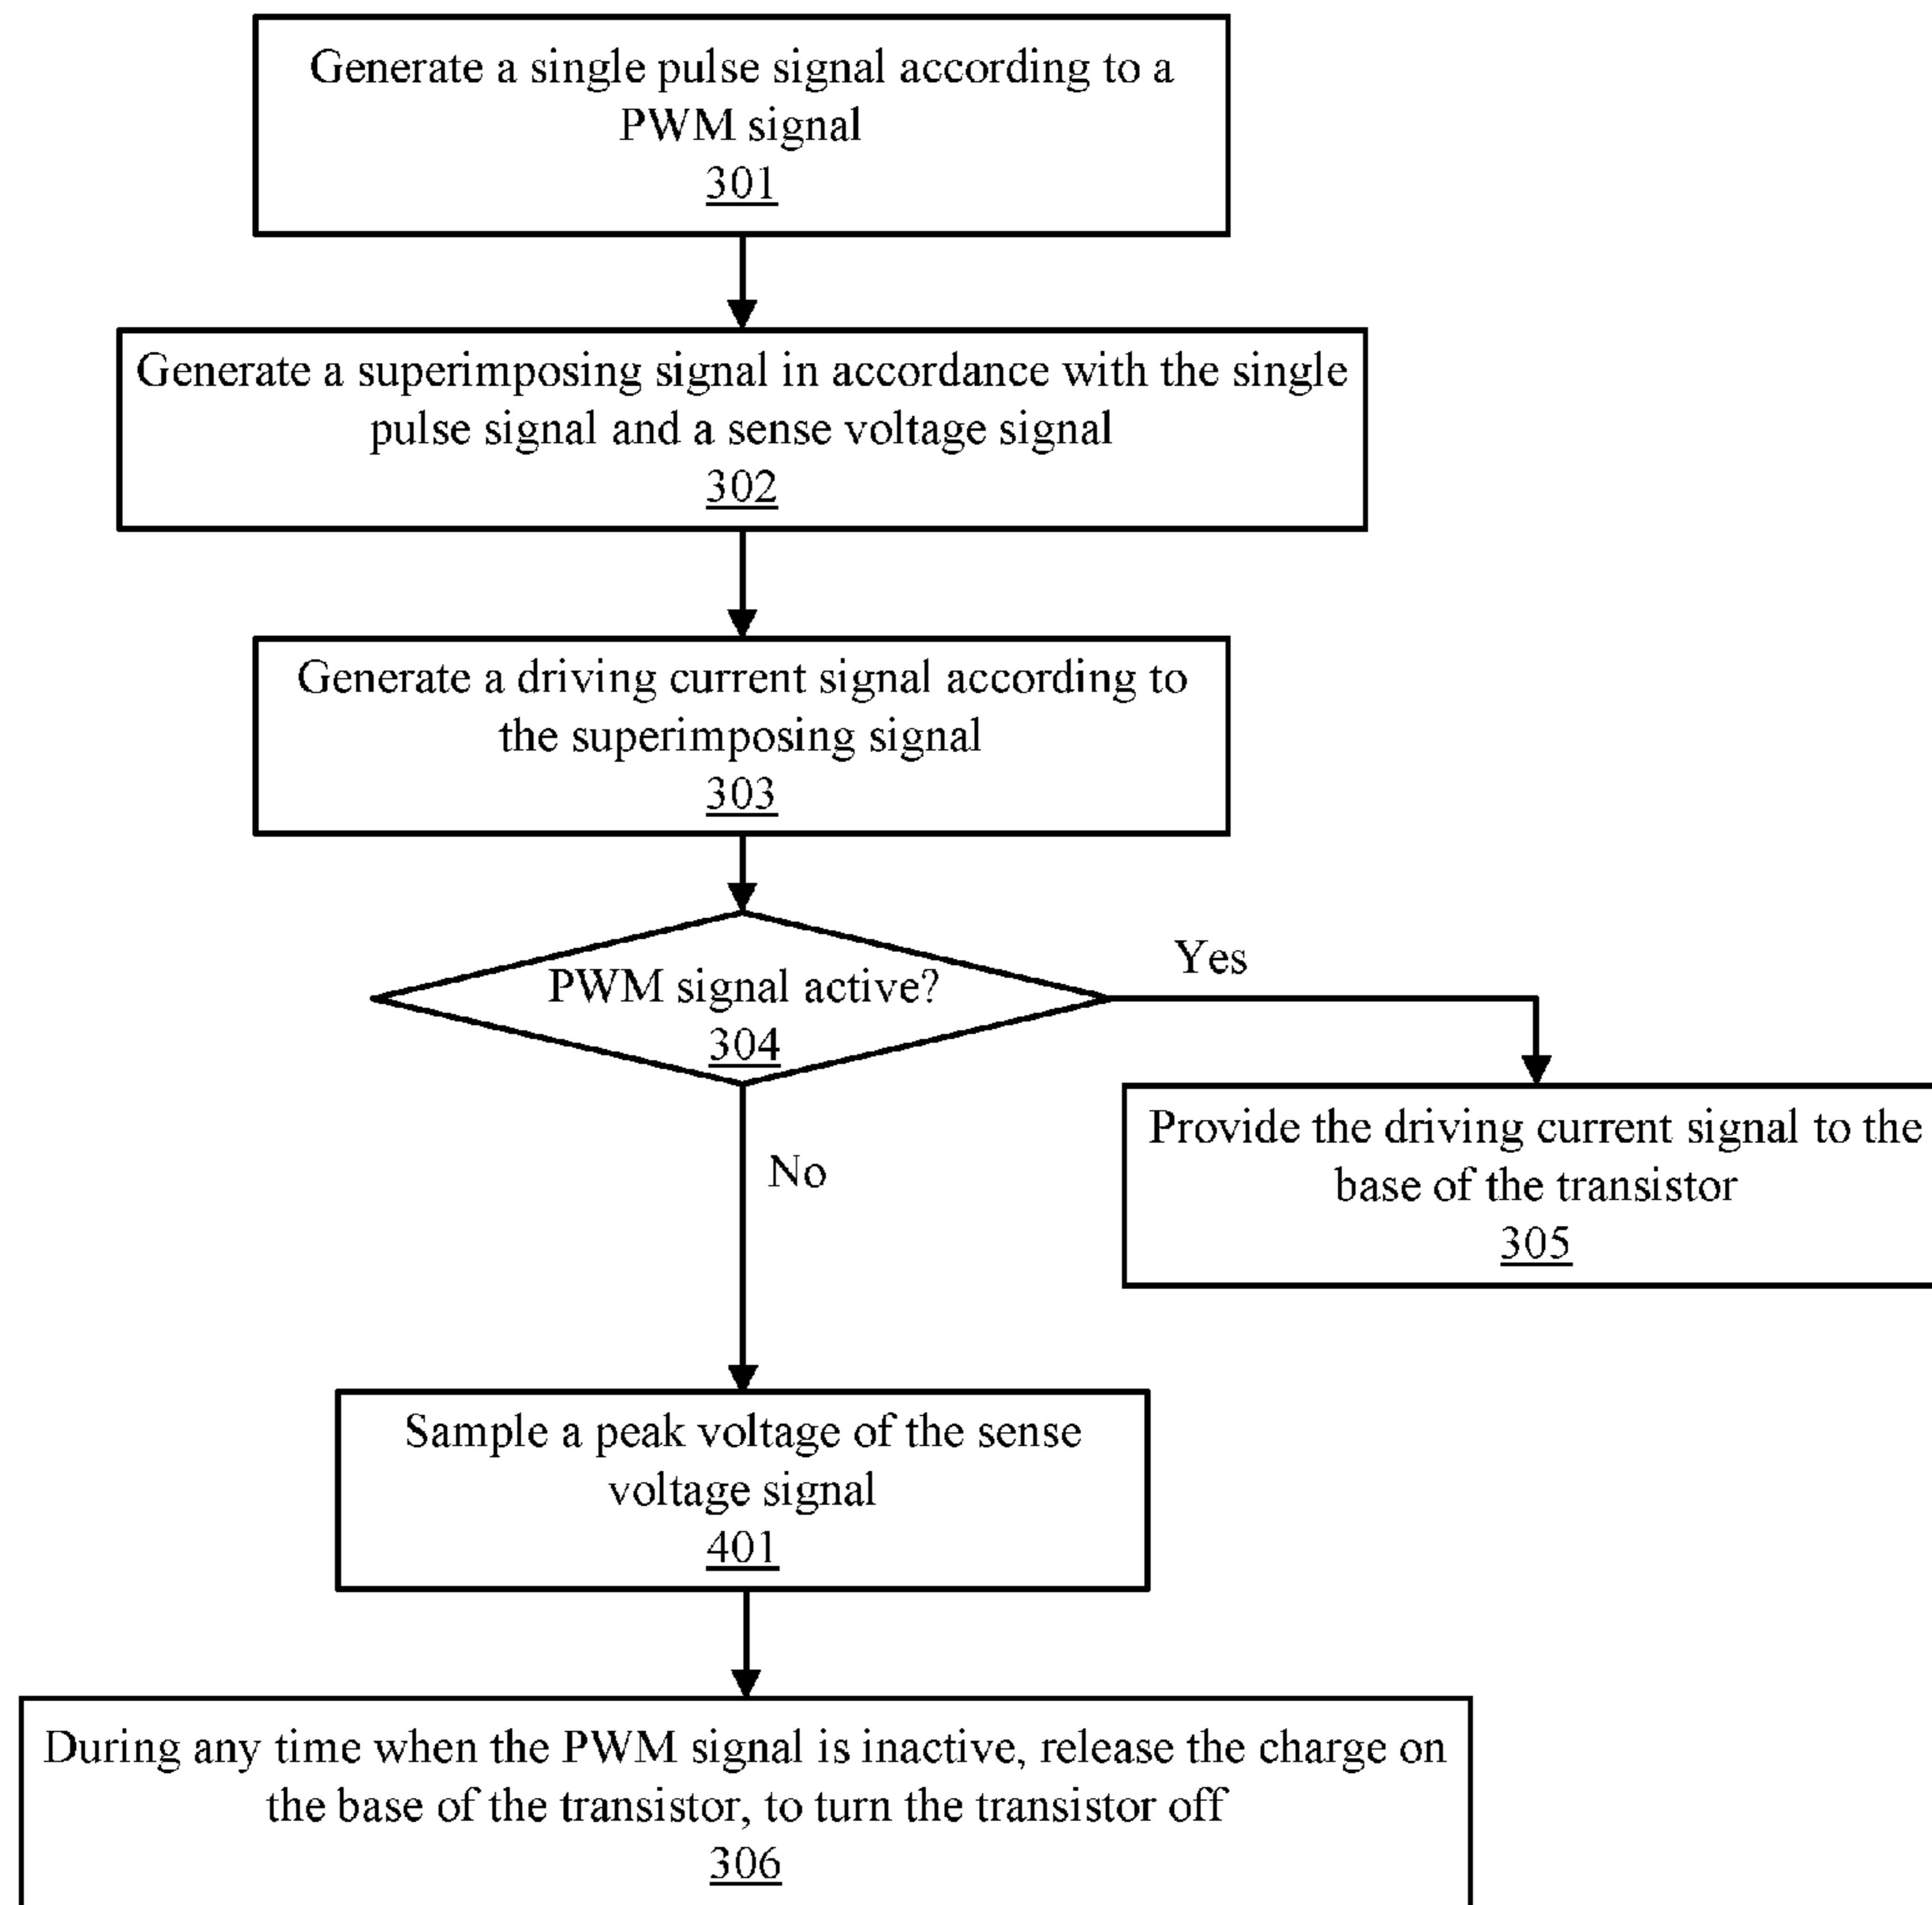 Generate a single pulse signal according to a
PWM signal
301
Generate a superimposing signal in accordance with the single
pulse signal and a sense voltage signal
302
Generate a driving current signal according to
the superimposing signal
303
PWM signal active?
304
Yes
Provide the driving current signal to the
base of the transistor
305
No
Sample a peak voltage of the sense
voltage signal
401
During any time when the PWM signal is inactive, release the charge on
the base of the transistor, to turn the transistor off
306